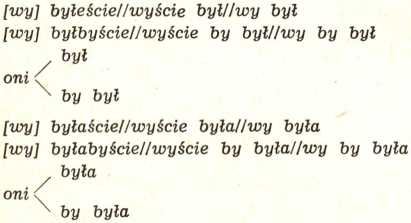 [wy] byłeście//wyście był//wy był
[wy] byłbyście//wyście by był//wy by był
był
oni
by był
[wy] byłaście//wyście była//wy była
[wy] byłabyście//wyście by była//wy by była
była
oni
by była